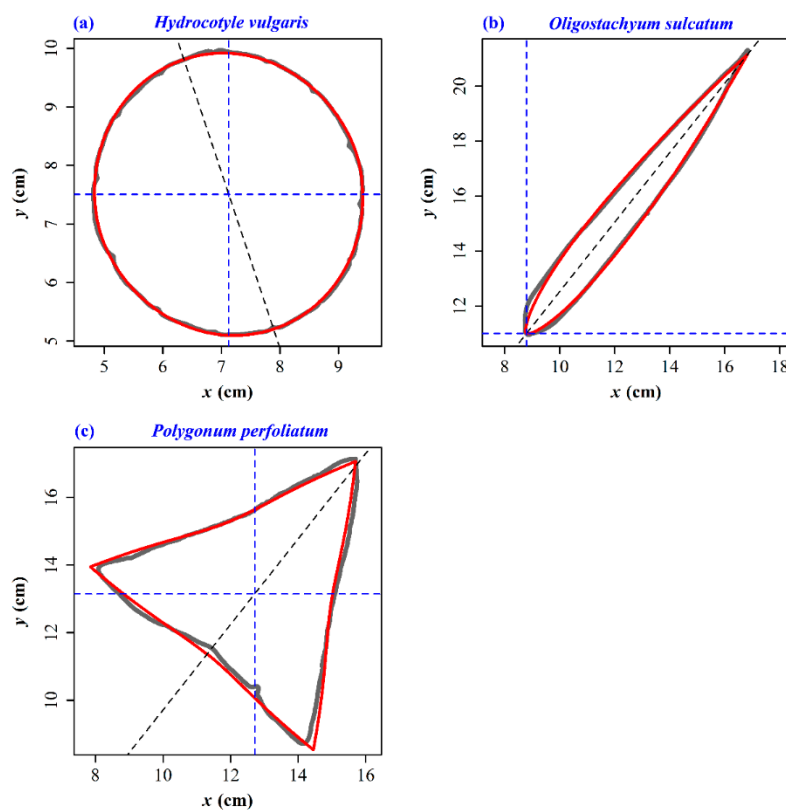 (a) Hydrocotyle vulgaris
10
9
8
7
6
5
y (cm)
5 6 7 8 9
x (cm)
(b) Oligostachyum sulcatum
20
18
16
14
12
y (cm)
8 10 12 14 16 18
x (cm)
(c) Polygonum perfoliatum
16
14
12
10
y (cm)
8 10 12 14 16
x (cm)